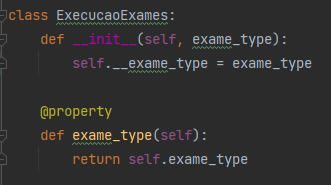 class ExecucaoExames:
def __init__(self, exame_type):
self.__exame_type = exame_type
@property
def exame_type(self):
return self.exame_type